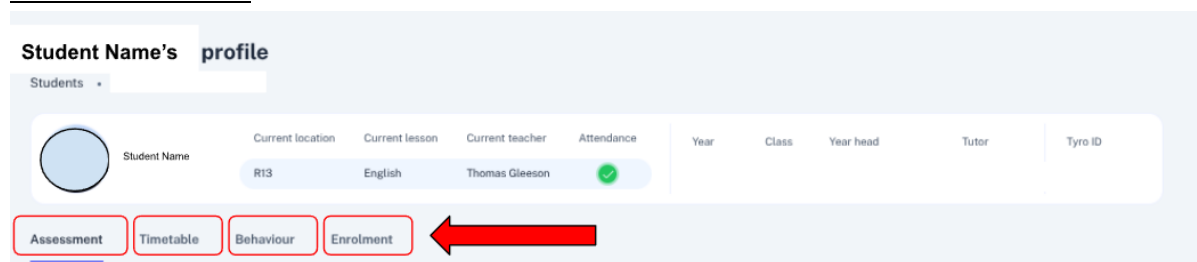 Student Name's profile
Students •
Current location Current lesson Current teacher Attendance Year Class Year head Tutor Tyro ID
Student Name
R13 English Thomas Gleeson
Assessment Timetable Behaviour Enrolment